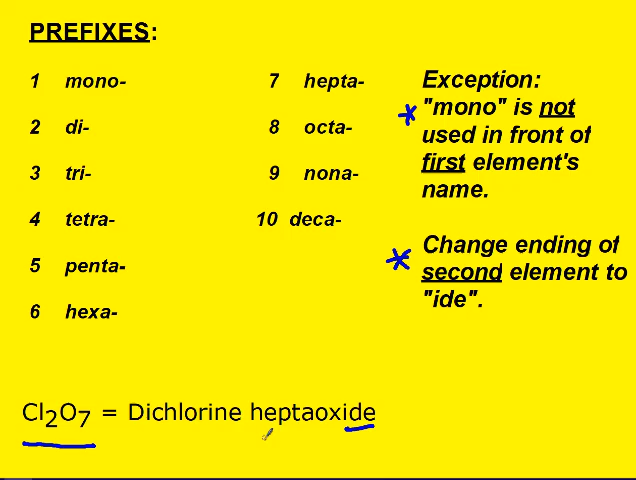 PREFIXES:
1 mono-
2 di-
3 tri-
4 tetra-
5 penta-
6 hexa-
7 hepta-
8 octa-
9 nona-
10 deca-
Exception:
"mono" is not
used in front of
first element's
name.
Change ending of
second element to
"ide".
Cl2O7 = Dichlorine heptaoxide